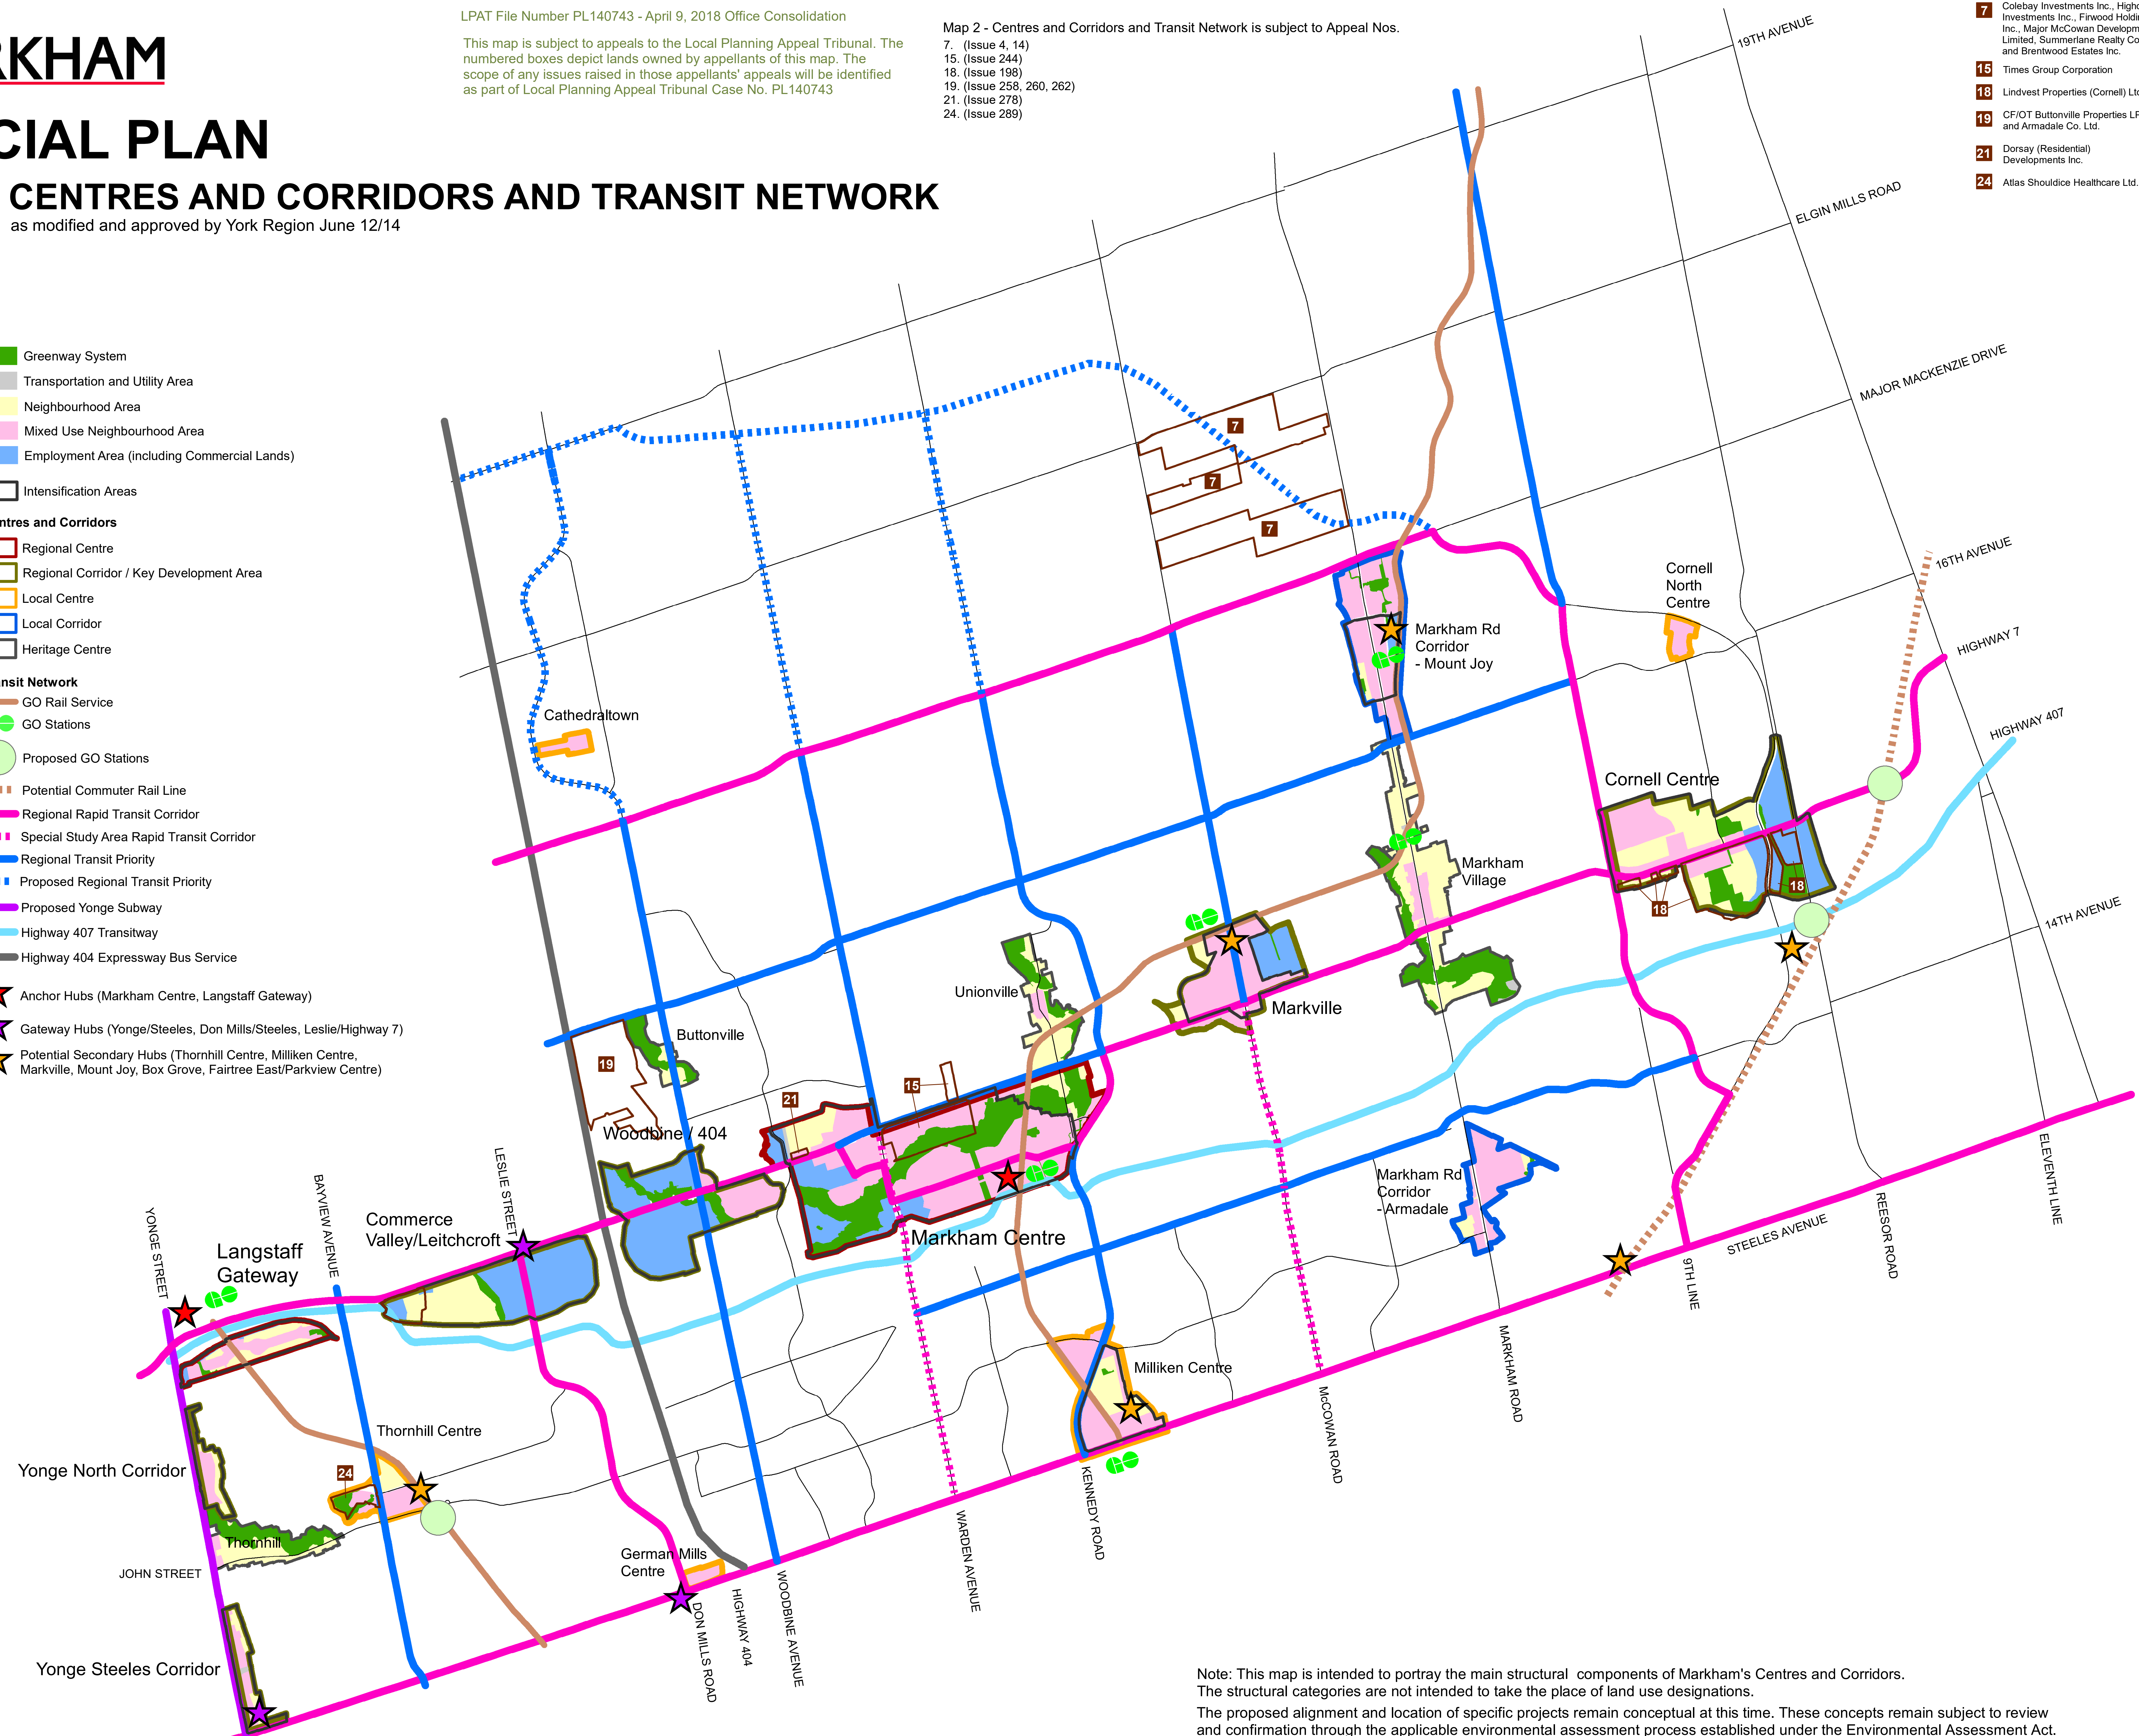 RKHAM
CIAL PLAN
CENTRES AND CORRIDORS AND TRANSIT NETWORK
as modified and approved by York Region June 12/14
LPAT File Number PL140743 - April 9, 2018 Office Consolidation
This map is subject to appeals to the Local Planning Appeal Tribunal. The
numbered boxes depict lands owned by appellants of this map. The
scope of any issues raised in those appellants' appeals will be identified
as part of Local Planning Appeal Tribunal Case No. PL140743
Map 2 - Centres and Corridors and Transit Network is subject to Appeal Nos.
7. (Issue 4, 14)
15. (Issue 244)
18. (Issue 198)
19. (Issue 258, 260, 262)
21. (Issue 278)
24. (Issue 289)
7 Colebay Investments Inc., Highc
Investments Inc., Firwood Holdi
Inc., Major McCowan Developm
Limited, Summerlane Realty Co
and Brentwood Estates Inc.
15 Times Group Corporation
18 Lindvest Properties (Cornell) Ltd
19 CF/OT Buttonville Properties LP
and Armadale Co. Ltd.
21 Dorsay (Residential)
Developments Inc.
24 Atlas Shouldice Healthcare Ltd.
Greenway System
Transportation and Utility Area
Neighbourhood Area
Mixed Use Neighbourhood Area
Employment Area (including Commercial Lands)
Intensification Areas
ntres and Corridors
Regional Centre
Regional Corridor / Key Development Area
Local Centre
Local Corridor
Heritage Centre
nsit Network
GO Rail Service
GO Stations
Proposed GO Stations
Potential Commuter Rail Line
Regional Rapid Transit Corridor
Special Study Area Rapid Transit Corridor
Regional Transit Priority
Proposed Regional Transit Priority
Proposed Yonge Subway
Highway 407 Transitway
Highway 404 Expressway Bus Service
Anchor Hubs (Markham Centre, Langstaff Gateway)
Gateway Hubs (Yonge/Steeles, Don Mills/Steeles, Leslie/Highway 7)
Potential Secondary Hubs (Thornhill Centre, Milliken Centre,
Markville, Mount Joy, Box Grove, Fairtree East/Parkview Centre)
19TH AVENUE
ELGIN MILLS ROAD
MAJOR MACKENZIE DRIVE
16TH AVENUE
HIGHWAY 7
HIGHWAY 407
14TH AVENUE
7
7
7
Cornell
North
Centre
Markham Rd
Corridor
- Mount Joy
Cathedraltown
Cornell Centre
Markham
Village
18
18
Unionville
Markville
Buttonville
19
15
21
Woodbine / 404
Markham Centre
Markham Rd
Corridor
- Armadale
Commerce
Valley/Leitchcroft
Langstaff
Gateway
YONGE STREET
BAYVIEW AVENUE
LESLIE STREET
Milliken Centre
Thornhill Centre
24
Yonge North Corridor
Thornhill
JOHN STREET
German Mills
Centre
Yonge Steeles Corridor
DON MILLS ROAD
HIGHWAY 404
WOODBINE AVENUE
WARDEN AVENUE
KENNEDY ROAD
McCOWAN ROAD
MARKHAM ROAD
9TH LINE
STEELES AVENUE
REESOR ROAD
ELEVENTH LINE
Note: This map is intended to portray the main structural components of Markham's Centres and Corridors.
The structural categories are not intended to take the place of land use designations.
The proposed alignment and location of specific projects remain conceptual at this time. These concepts remain subject to review
and confirmation through the applicable environmental assessment process established under the Environmental Assessment Act.